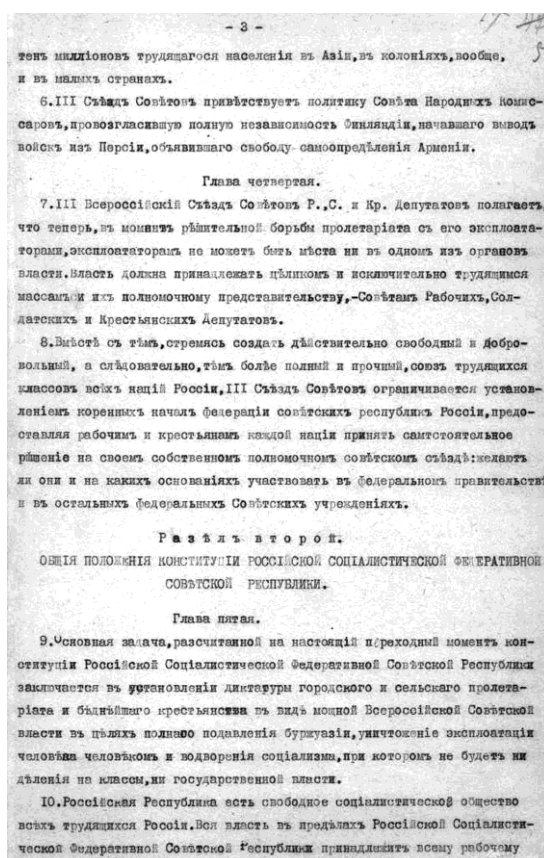 - 3 -
тенъ милліоновъ трудящагося населенія въ Азіи,въ колоніяхъ,вообще,
и въ малыхъ странахъ.
6.III Съѣздъ Совѣтовъ привѣтствуетъ политику Совѣта Народныхъ Комис-
саровъ,провозгласившую полную независимость Финляндіи,начавшаго выводъ
войскъ изъ Персіи,объявившаго свободу самоопредѣленія Арменіи.
Глава четвертая.
7.III Всероссійскій Съѣздъ Совѣтовъ Р.,С. и Кр. Депутатовъ полагаетъ
что теперь,въ моментъ рѣшительной борьбы пролетаріата съ его эксплоата-
торами,эксплоататорамъ не можетъ быть мѣста ни въ одномъ изъ органовъ
власти.Власть должна принадлежать цѣликомъ и исключительно трудящимся
массамъ и ихъ полномочному представительству,-Совѣтамъ Рабочихъ,Сол-
датскихъ и Крестьянскихъ Депутатовъ.
8.Вмѣстѣ съ тѣмъ,стремясь создать дѣйствительно свободный и добро-
вольный, а слѣдовательно,тѣмъ болѣе полный и прочный,союзъ трудящихся
классовъ всѣхъ націй Россіи,III Съѣздъ Совѣтовъ ограничивается установ-
леніемъ коренныхъ началъ федераціи совѣтскихъ республикъ Россіи,предо-
ставляя рабочимъ и крестьянамъ каждой націи принять самтстоятельное
рѣшеніе на своемъ собственномъ полномочномъ совѣтскомъ съѣздѣ:желаютъ
ли они и на какихъ основаніяхъ участвовать въ федеральномъ правительствѣ
и въ остальныхъ федеральныхъ Совѣтскихъ учрежденіяхъ.
Р а з д ѣ л ъ в т о р о й.
ОБЩІЯ ПОЛОЖЕНІЯ КОНСТИТУЦІИ РОССІЙСКОЙ СОЦІАЛИСТИЧЕСКОЙ ФЕДЕРАТИВНОЙ
СОВѢТСКОЙ РЕСПУБЛИКИ.
Глава пятая.
9.Основная задача,разсчитанной на настоящій переходный моментъ кон-
ституціи Россійской Соціалистической Федеративной Совѣтской Республики
заключается въ установленіи диктаруры городского и сельскаго пролета-
ріата и бѣднѣйшаго крестьянства въ видѣ мощной Всероссійской Совѣтской
власти въ цѣляхъ полнаго подавленія буржуазіи,уничтоженіе эксплоатаціи
человѣка человѣкомъ и водворенія соціализма,при которомъ не будетъ ни
дѣленія на классы,ни государственной власти.
10.Россійская Республика есть свободное соціалистическое общество
всѣхъ трудящихся Россіи.Вся власть въ предѣлахъ Россійской Соціалисти-
ческой Федеративной Совѣтской Республики принадлежитъ всему рабочему